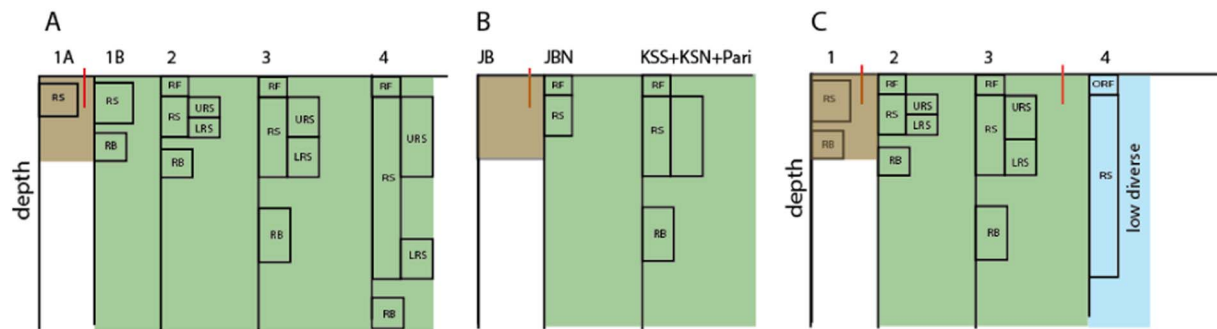 A
B
C
1A
1B
2
3
4
JB
JBN
KSS+KSN+Pari
1
2
3
4
depth
RS
RS
RB
RF
RS
URS
LRS
RB
RF
RS
URS
LRS
RB
RF
RS
URS
LRS
RB
RF
RS
RF
RS
RB
depth
RS
RB
RF
RS
URS
LRS
RB
RF
RS
URS
LRS
RB
ORF
RS
low diverse